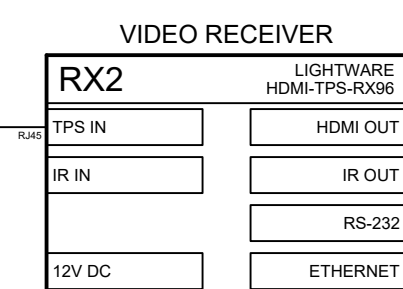 VIDEO RECEIVER
RX2
LIGHTWARE
HDMI-TPS-RX96
RJ45
TPS IN
HDMI OUT
IR IN
IR OUT
RS-232
12V DC
ETHERNET